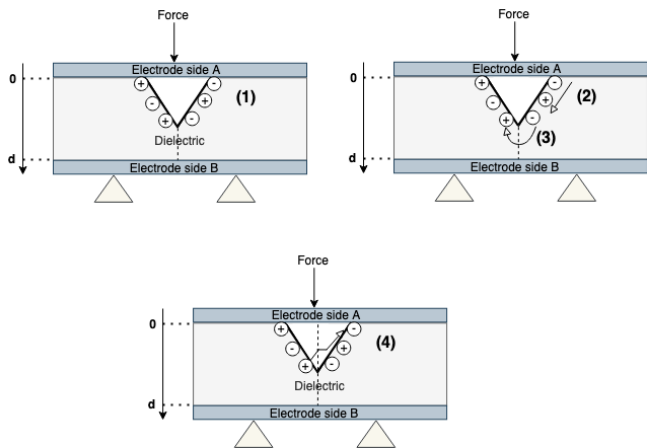 Force
Electrode side A
0
+ +
- + (1)
+ -
Dielectric
d
Electrode side B
Force
Electrode side A
0
+ -
- + (2)
+ -
(3)
d
Electrode side B
Force
Electrode side A
0
+ -
- + (4)
+ -
Dielectric
d
Electrode side B